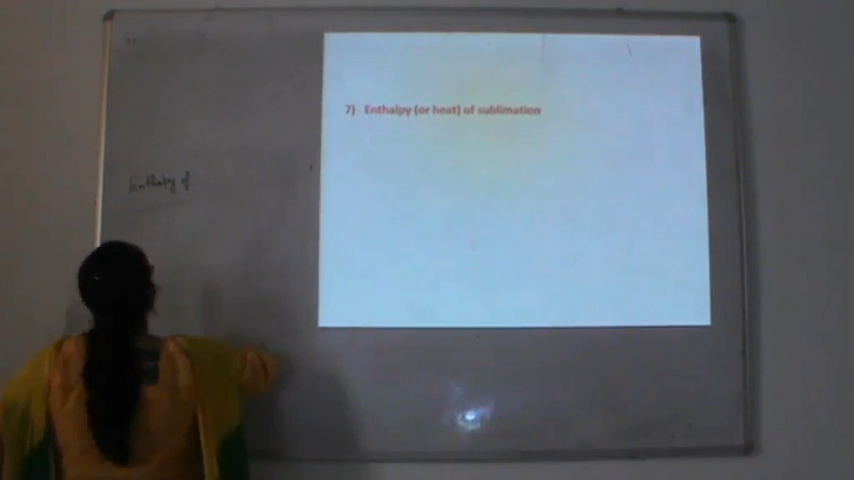 7) Enthalpy (or heat) of sublimation
Enthalpy of